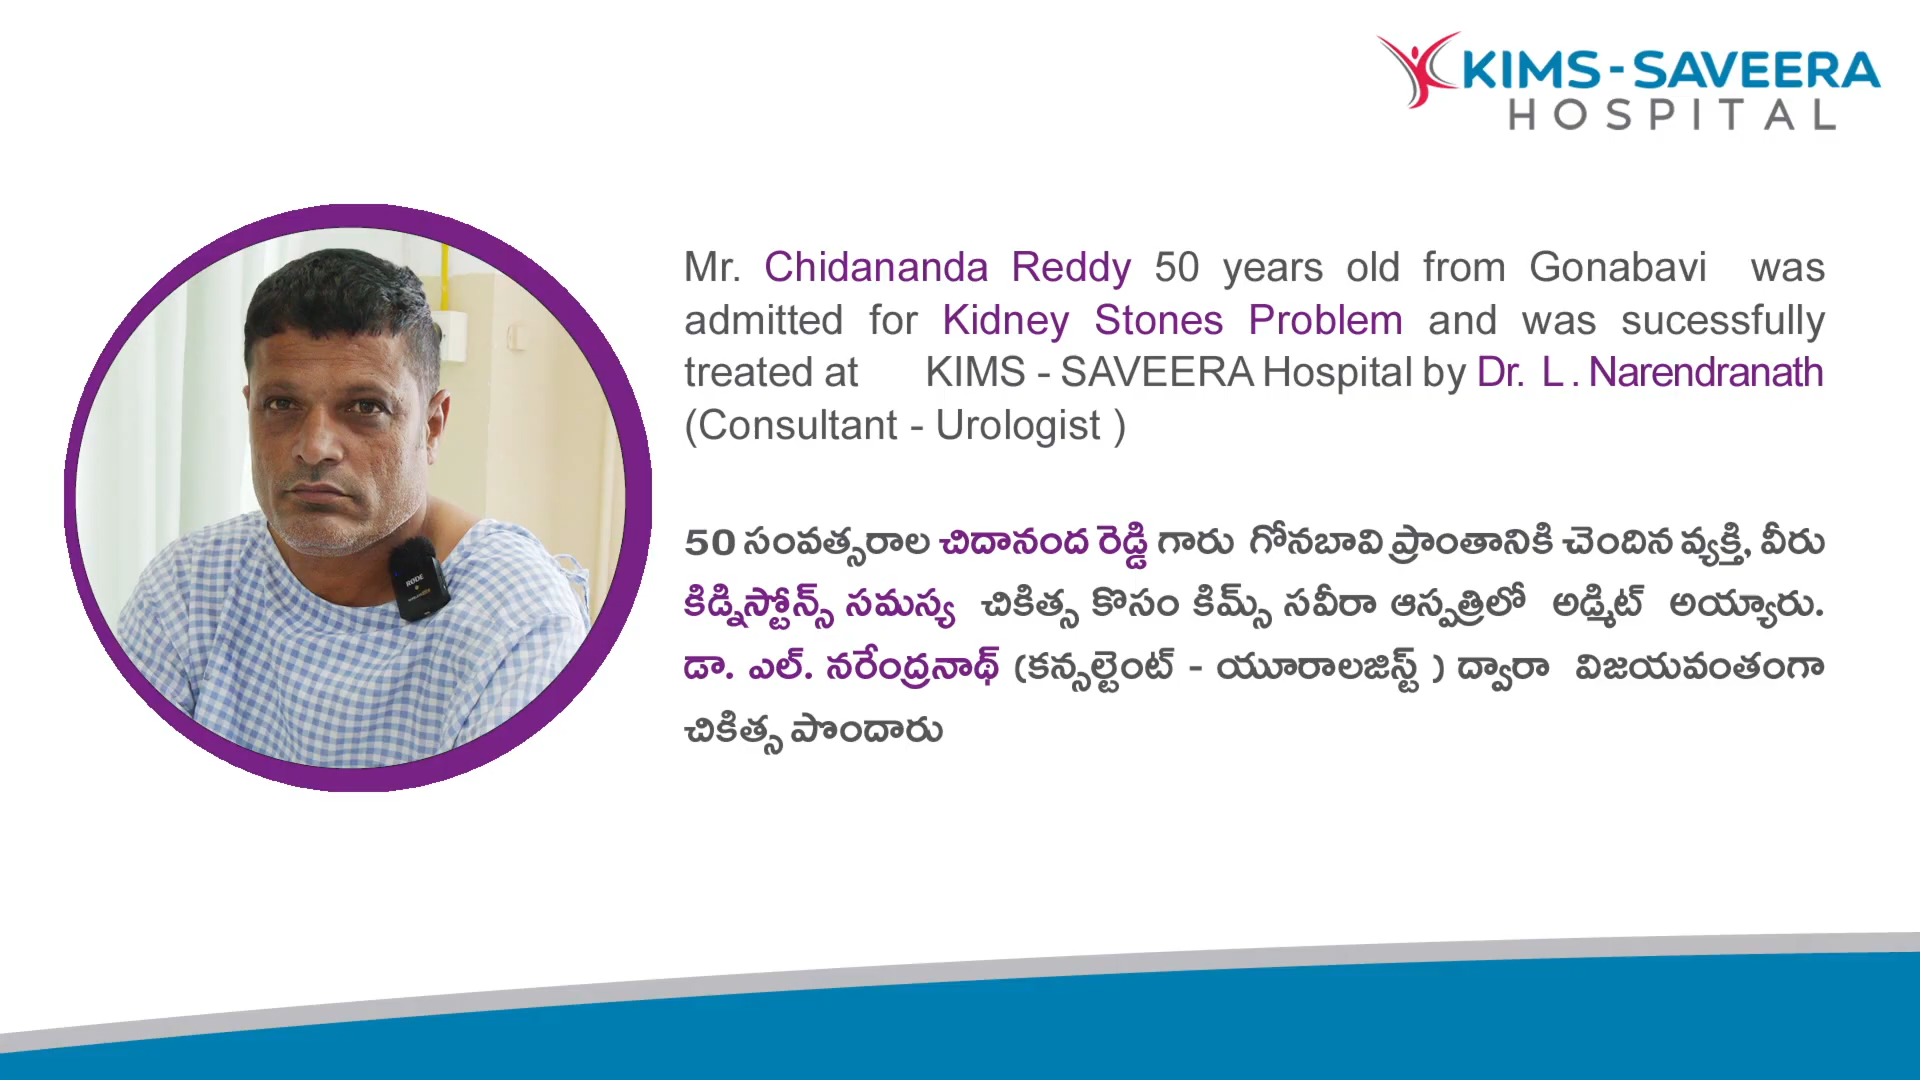 KIMS - SAVEERA
HOSPITAL
Mr. Chidananda Reddy 50 years old from Gonabavi was
admitted for Kidney Stones Problem and was sucessfully
treated at KIMS - SAVEERA Hospital by Dr. L . Narendranath
(Consultant - Urologist )
50 సంవత్సరాల చిదానంద రెడ్డి గారు గోనబావి ప్రాంతానికి చెందిన వ్యక్తి, వీరు
కిడ్నిస్టోన్స్ సమస్య చికిత్స కొసం కిమ్స్ సవీరా ఆస్పత్రిలో అడ్మిట్ అయ్యారు.
డా. ఎల్. నరేంద్రనాథ్ (కన్సల్టెంట్ - యూరాలజిస్ట్ ) ద్వారా విజయవంతంగా
చికిత్స పొందారు
RODE